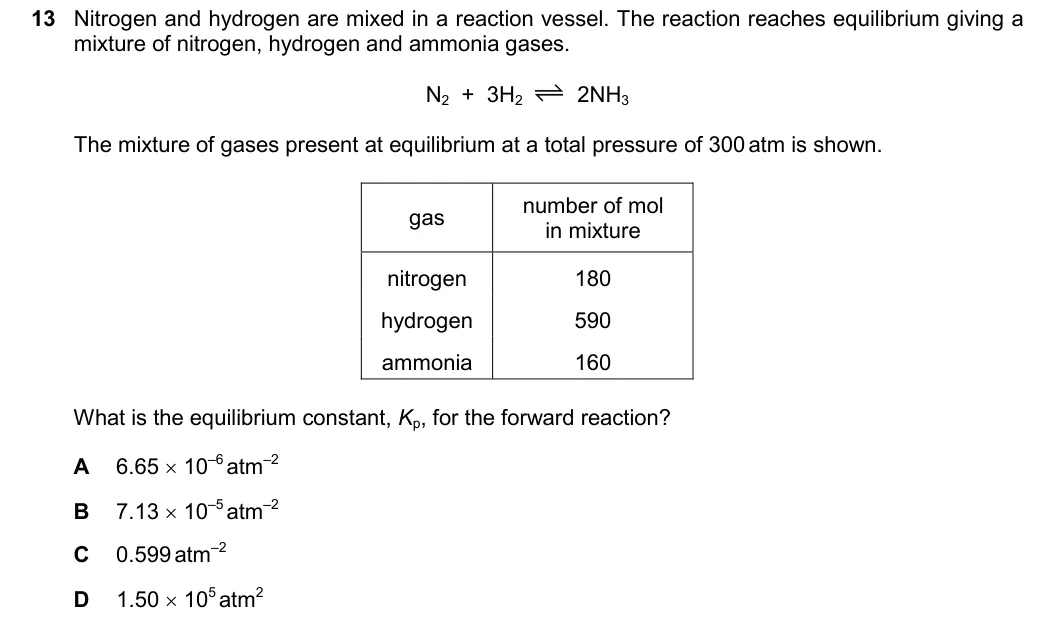 13 Nitrogen and hydrogen are mixed in a reaction vessel. The reaction reaches equilibrium giving a
mixture of nitrogen, hydrogen and ammonia gases.
N₂ + 3H₂ ⇌ 2NH₃
The mixture of gases present at equilibrium at a total pressure of 300 atm is shown.
gas
number of mol
in mixture
nitrogen 180
hydrogen 590
ammonia 160
What is the equilibrium constant, Kₚ, for the forward reaction?
A 6.65 × 10⁻⁶ atm⁻²
B 7.13 × 10⁻⁵ atm⁻²
C 0.599 atm⁻²
D 1.50 × 10⁵ atm²